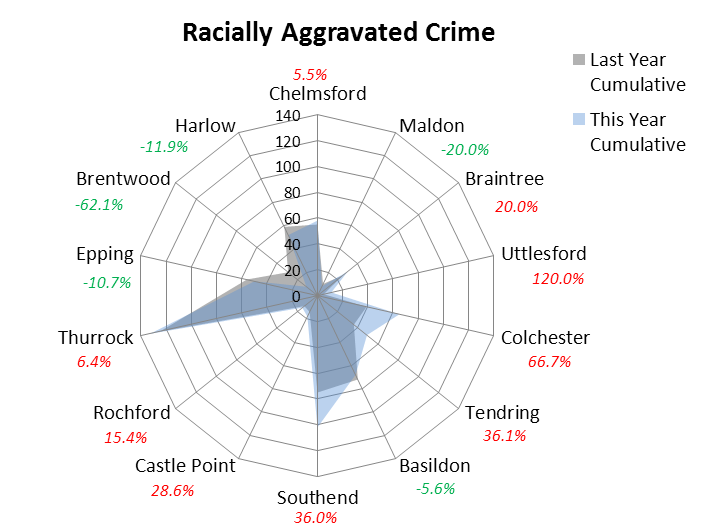 Racially Aggravated Crime
Last Year
Cumulative
This Year
Cumulative
5.5%
Chelmsford
Maldon
-20.0%
Braintree
20.0%
Uttlesford
120.0%
Colchester
66.7%
Tendring
36.1%
Basildon
-5.6%
Southend
36.0%
Castle Point
28.6%
Rochford
15.4%
Thurrock
6.4%
Epping
-10.7%
Brentwood
-62.1%
Harlow
-11.9%
140
120
100
80
60
40
20
0